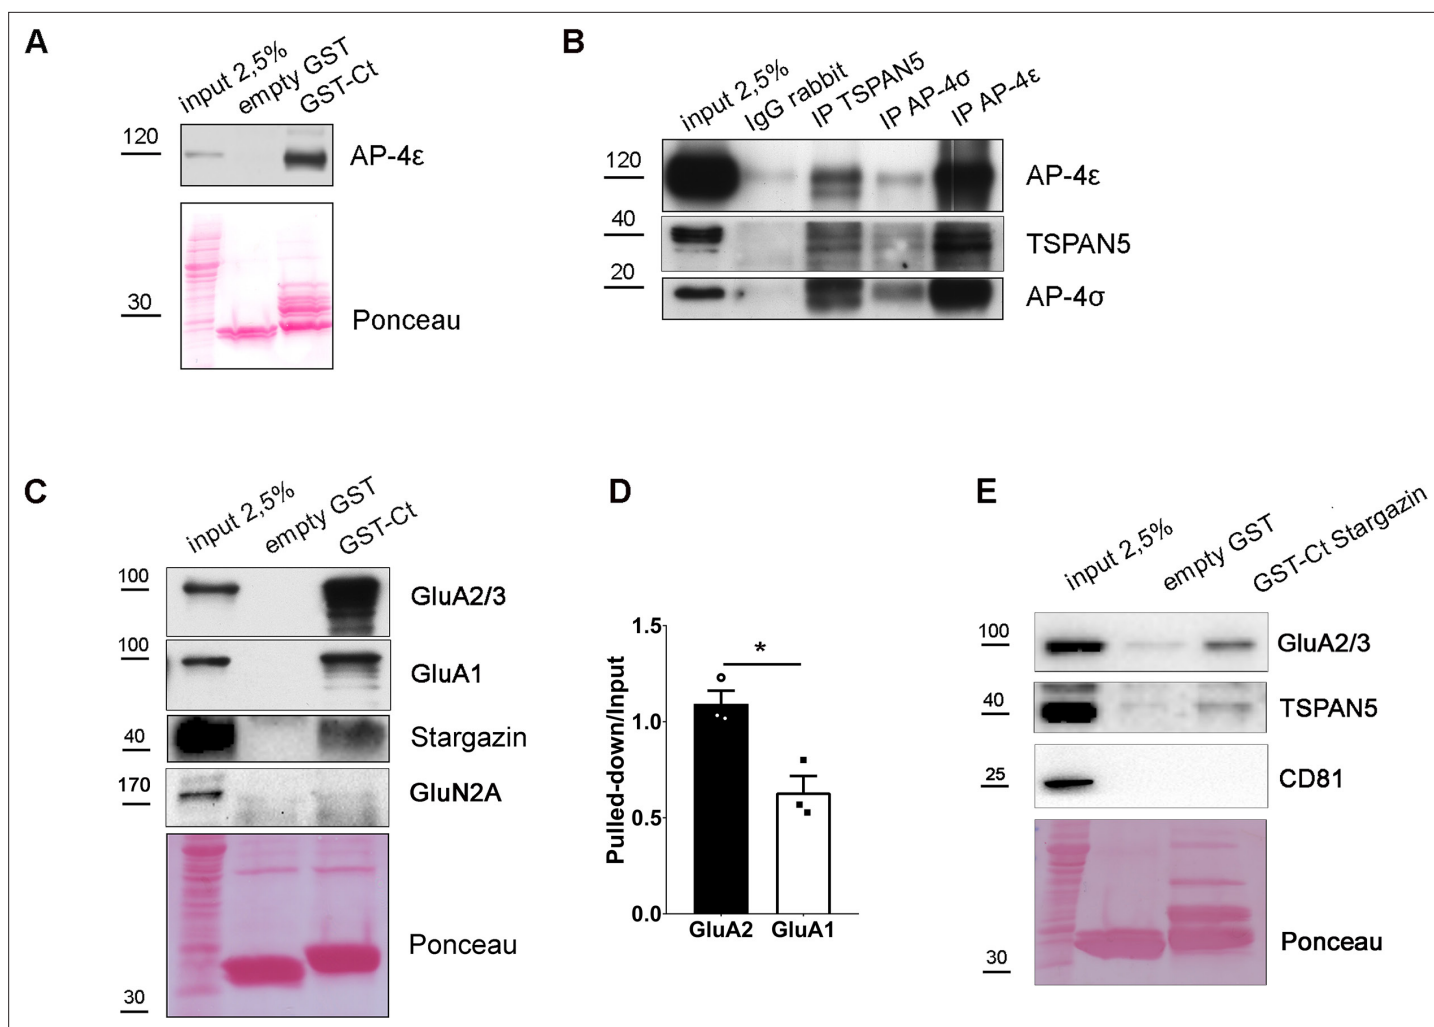 A
input 2,5%
empty GST
GST-Ct
120
AP-4ε
30
Ponceau
B
input 2,5%
IgG rabbit
IP TSPAN5
IP AP-4σ
IP AP-4ε
120
AP-4ε
40
TSPAN5
20
AP-4σ
C
input 2,5%
empty GST
GST-Ct
100
GluA2/3
100
GluA1
40
Stargazin
170
GluN2A
Ponceau
30
D
Pulled-down/Input
1.5
1.0
0.5
0.0
*
GluA2
GluA1
E
input 2,5%
empty GST
GST-Ct Stargazin
100
GluA2/3
40
TSPAN5
25
CD81
Ponceau
30